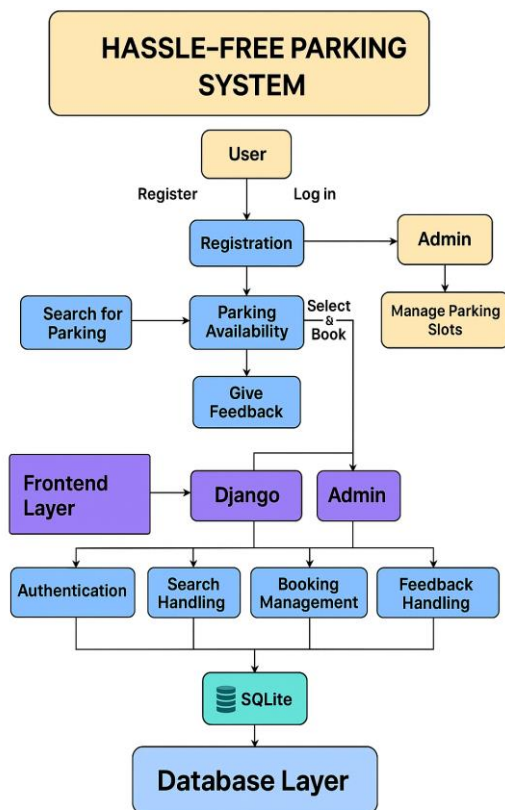 HASSLE-FREE PARKING
SYSTEM
User
Register
Log in
Registration
Admin
Search for
Parking
Parking
Availability
Select
&
Book
Manage Parking
Slots
Give
Feedback
Frontend
Layer
Django
Admin
Authentication
Search
Handling
Booking
Management
Feedback
Handling
SQLite
Database Layer